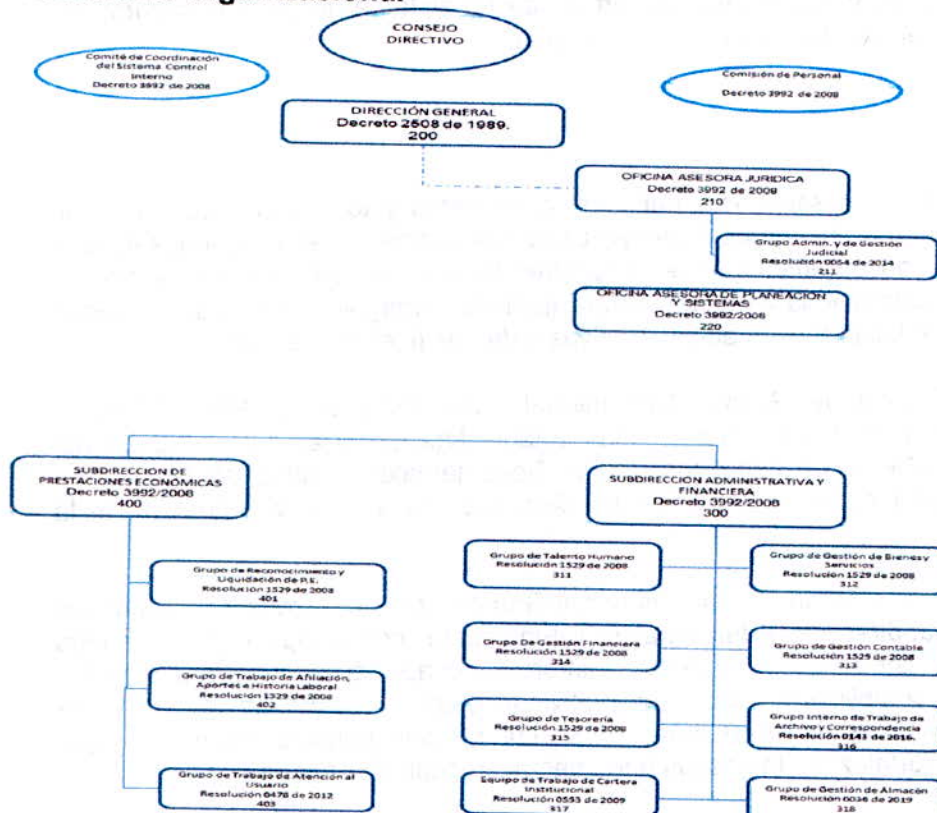 CONSEJO
DIRECTIVO
Comité de Coordinación
del Sistema Control
Interno
Decreto 3992 de 2008
Comisión de Personal
Decreto 3992 de 2008
DIRECCIÓN GENERAL
Decreto 2508 de 1989.
200
OFICINA ASESORA JURIDICA
Decreto 3992 de 2008
210
Grupo Admin. y de Gestión
Judicial
Resolución 0054 de 2014
211
OFICINA ASESORA DE PLANEACION
Y SISTEMAS
Decreto 3992/2008
220
SUBDIRECCION DE
PRESTACIONES ECONÓMICAS
Decreto 3992/2008
400
SUBDIRECCION ADMINISTRATIVA Y
FINANCIERA
Decreto 3992/2008
300
Grupo de Reconocimiento y
Liquidación de P.E.
Resolución 1529 de 2008
401
Grupo de Trabajo de Afiliación,
Aportes e Historia Laboral
Resolución 1529 de 2008
402
Grupo de Trabajo de Atención al
Usuario
Resolución 0478 de 2012
403
Grupo de Talento Humano
Resolución 1529 de 2008
311
Grupo de Gestión de Bienes y
Servicios
Resolución 1529 de 2008
312
Grupo De Gestión Financiera
Resolución 1529 de 2008
314
Grupo de Gestión Contable
Resolución 1529 de 2008
313
Grupo de Tesorería
Resolución 1529 de 2008
315
Grupo Interno de Trabajo de
Archivo y Correspondencia
Resolución 0143 de 2016.
316
Equipo de Trabajo de Cartera
Institucional
Resolución 0553 de 2009
317
Grupo de Gestión de Almacén
Resolución 0036 de 2019
318